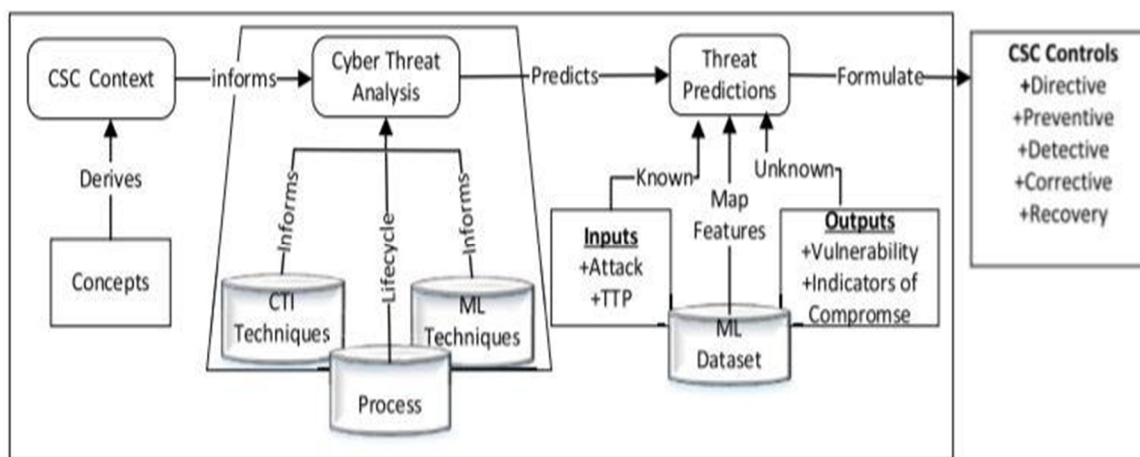 CSC Context
informs
Cyber Threat
Analysis
Predicts
Threat
Predictions
Formulate
CSC Controls
+Directive
+Preventive
+Detective
+Corrective
+Recovery
Derives
Concepts
Informs
Lifecycle
Informs
CTI
Techniques
ML
Techniques
Process
Known
Map
Features
Unknown
Inputs
+Attack
+TTP
Outputs
+Vulnerability
+Indicators of
Compromse
ML
Dataset